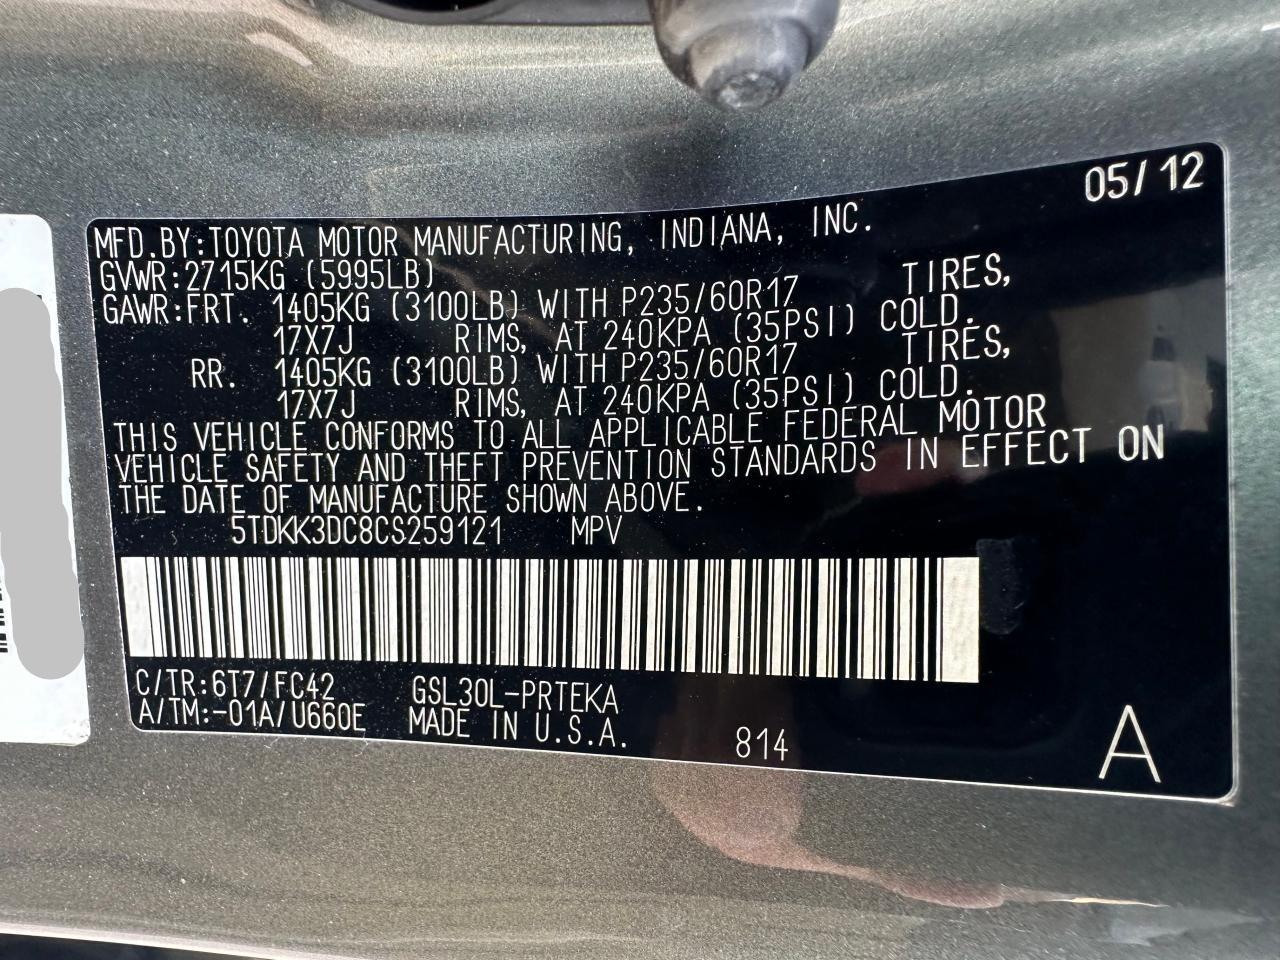 05/12
MFD.BY:TOYOTA MOTOR MANUFACTURING, INDIANA, INC.
GVWR:2715KG (5995LB)
GAWR:FRT. 1405KG (3100LB) WITH P235/60R17 TIRES,
17X7J RIMS, AT 240KPA (35PSI) COLD.
RR. 1405KG (3100LB) WITH P235/60R17 TIRES,
17X7J RIMS, AT 240KPA (35PSI) COLD.
THIS VEHICLE CONFORMS TO ALL APPLICABLE FEDERAL MOTOR
VEHICLE SAFETY AND THEFT PREVENTION STANDARDS IN EFFECT ON
THE DATE OF MANUFACTURE SHOWN ABOVE.
5TDKK3DC8CS259121 MPV
C/TR:6T7/FC42 GSL30L-PRTEKA
A/TM:-01A/U660E MADE IN U.S.A.
814
A